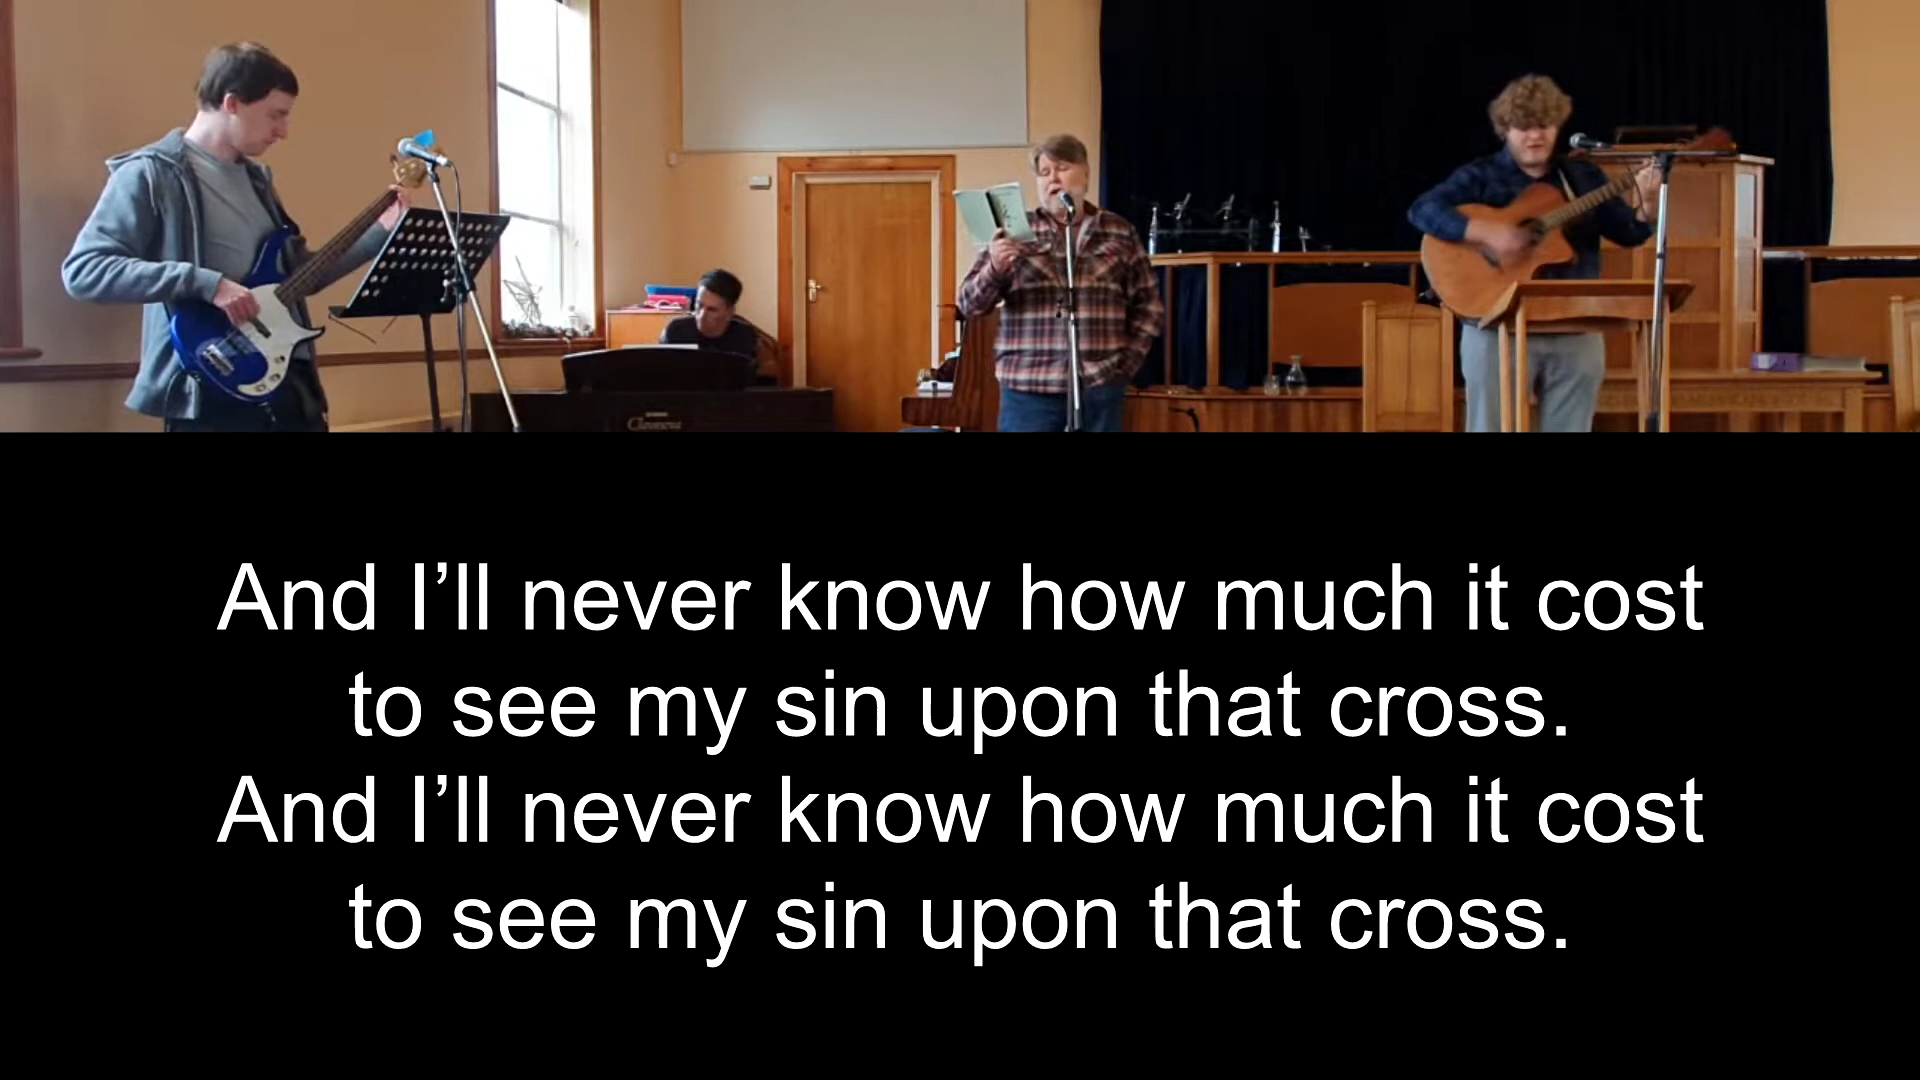 Clavinova
And I’ll never know how much it cost
to see my sin upon that cross.
And I’ll never know how much it cost
to see my sin upon that cross.